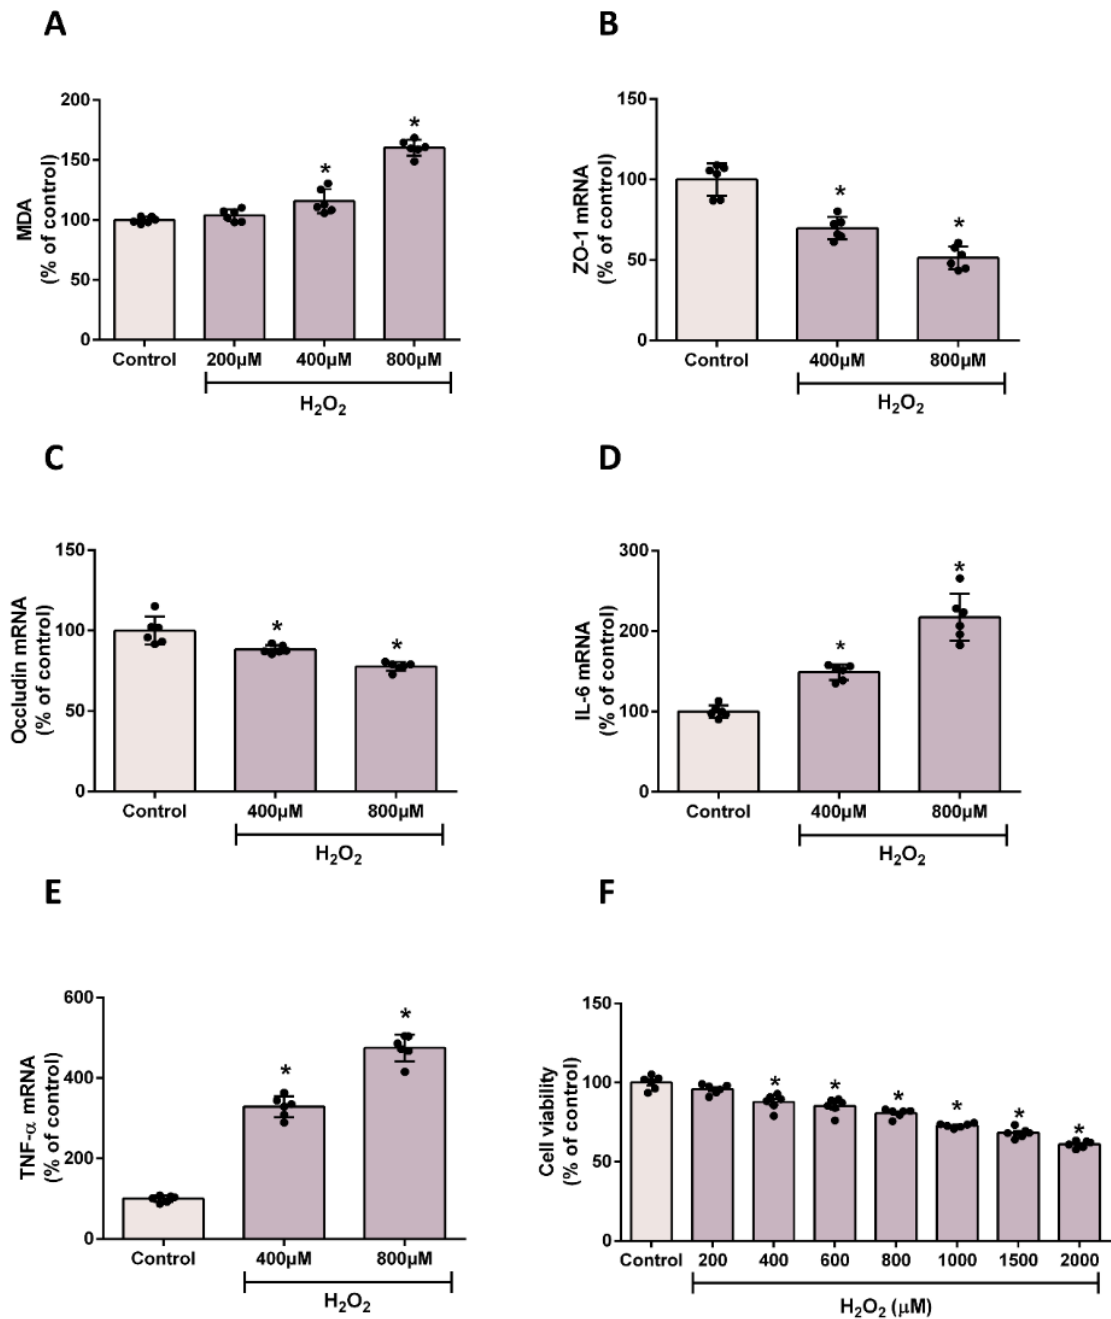 A
MDA
(% of control)
200
150
100
50
0
Control 200µM 400µM 800µM
* *
H₂O₂
B
ZO-1 mRNA
(% of control)
150
100
50
0
Control 400µM 800µM
* *
H₂O₂
C
Occludin mRNA
(% of control)
150
100
50
0
Control 400µM 800µM
* *
H₂O₂
D
IL-6 mRNA
(% of control)
300
200
100
0
Control 400µM 800µM
* *
H₂O₂
E
TNF-α mRNA
(% of control)
600
400
200
0
Control 400µM 800µM
* *
H₂O₂
F
Cell viability
(% of control)
150
100
50
0
Control 200 400 600 800 1000 1500 2000
* * * * * *
H₂O₂ (µM)